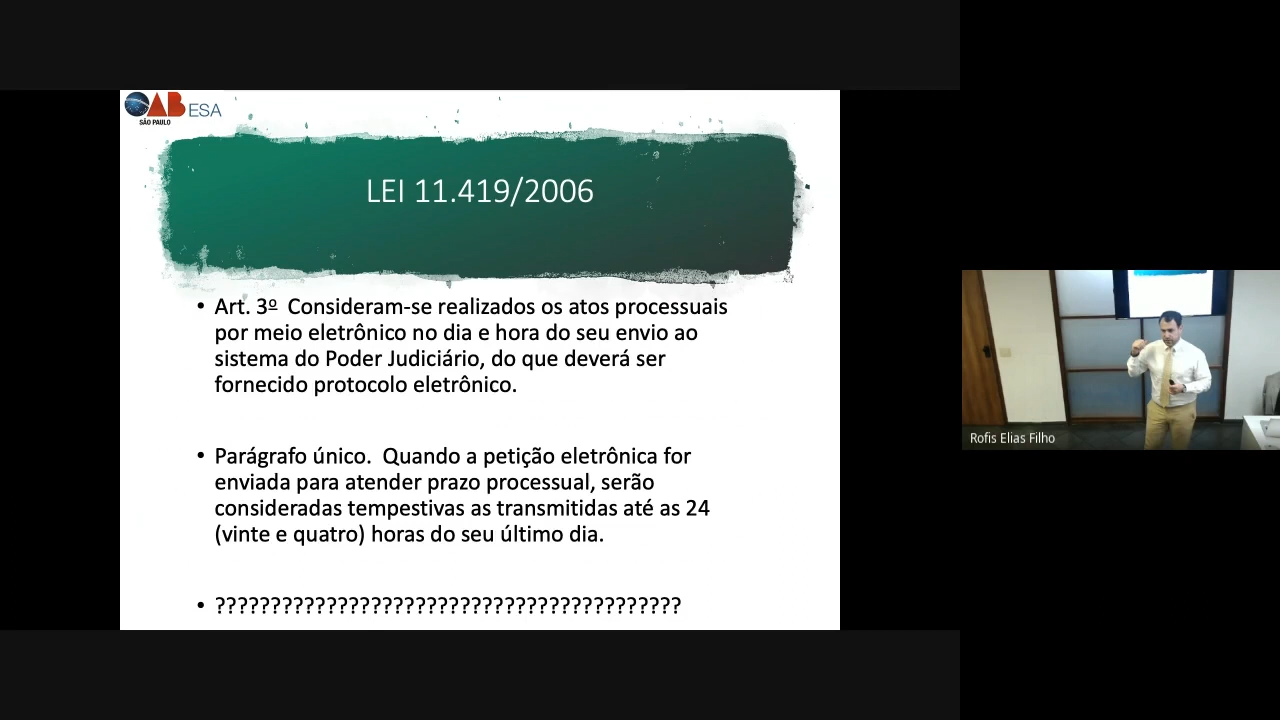 OAB ESA
SÃO PAULO
LEI 11.419/2006
• Art. 3º Consideram-se realizados os atos processuais
por meio eletrônico no dia e hora do seu envio ao
sistema do Poder Judiciário, do que deverá ser
fornecido protocolo eletrônico.
• Parágrafo único. Quando a petição eletrônica for
enviada para atender prazo processual, serão
consideradas tempestivas as transmitidas até as 24
(vinte e quatro) horas do seu último dia.
• ??????????????????????????????????????????
Rofis Elias Filho